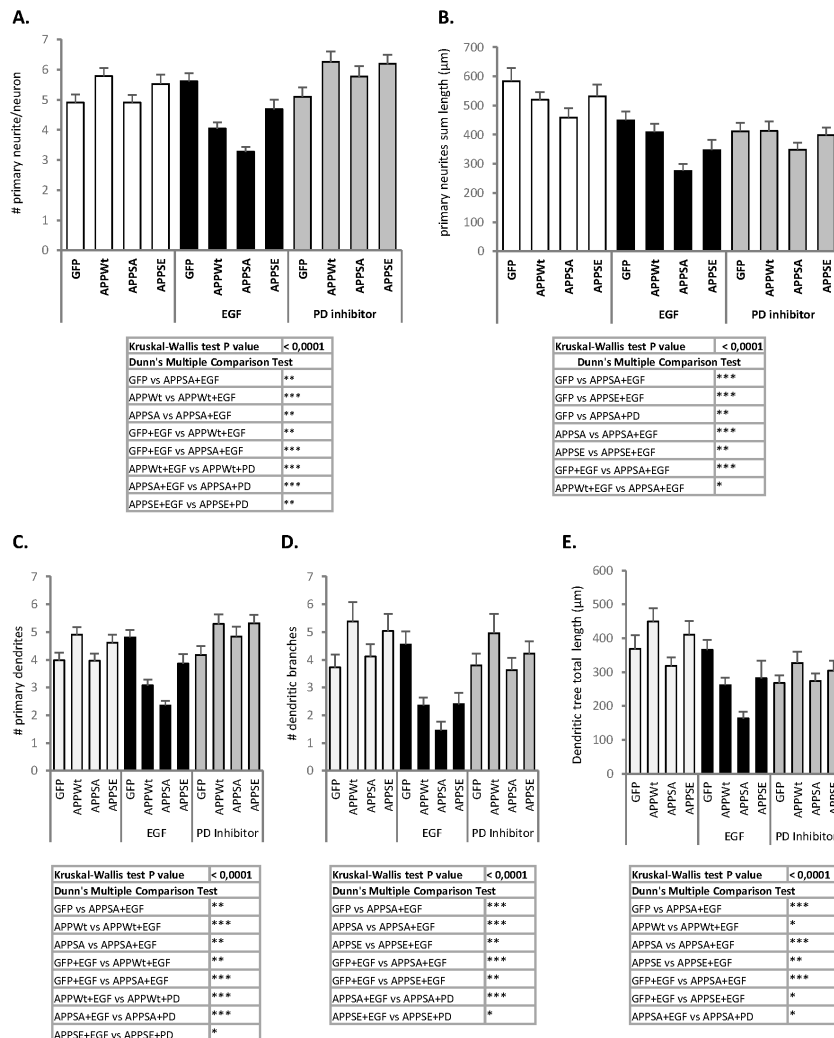 A.
# primary neurite/neuron
7
6
5
4
3
2
1
0
GFP
APPWt
APPSA
APPSE
GFP
APPWt
APPSA
APPSE
GFP
APPWt
APPSA
APPSE
EGF
PD inhibitor
Kruskal-Wallis test P value < 0,0001
Dunn's Multiple Comparison Test
GFP vs APPSA+EGF **
APPWt vs APPWt+EGF ***
APPSA vs APPSA+EGF **
GFP+EGF vs APPWt+EGF **
GFP+EGF vs APPSA+EGF ***
APPWt+EGF vs APPWt+PD ***
APPSA+EGF vs APPSA+PD ***
APPSE+EGF vs APPSE+PD **
B.
primary neurites sum length (µm)
700
600
500
400
300
200
100
0
GFP
APPWt
APPSA
APPSE
GFP
APPWt
APPSA
APPSE
GFP
APPWt
APPSA
APPSE
EGF
PD inhibitor
Kruskal-Wallis test P value < 0,0001
Dunn's Multiple Comparison Test
GFP vs APPSA+EGF ***
GFP vs APPSE+EGF ***
GFP vs APPSA+PD **
APPSA vs APPSA+EGF ***
APPSE vs APPSE+EGF **
GFP+EGF vs APPSA+EGF ***
APPWt+EGF vs APPSA+EGF *
C.
# primary dendrites
7
6
5
4
3
2
1
0
GFP
APPWt
APPSA
APPSE
GFP
APPWt
APPSA
APPSE
GFP
APPWt
APPSA
APPSE
EGF
PD Inhibitor
Kruskal-Wallis test P value < 0,0001
Dunn's Multiple Comparison Test
GFP vs APPSA+EGF **
APPWt vs APPWt+EGF ***
APPSA vs APPSA+EGF **
GFP+EGF vs APPWt+EGF **
GFP+EGF vs APPSA+EGF ***
APPWt+EGF vs APPWt+PD ***
APPSA+EGF vs APPSA+PD ***
APPSE+EGF vs APPSE+PD *
D.
# dendritic branches
7
6
5
4
3
2
1
0
GFP
APPWt
APPSA
APPSE
GFP
APPWt
APPSA
APPSE
GFP
APPWt
APPSA
APPSE
EGF
PD Inhibitor
Kruskal-Wallis test P value < 0,0001
Dunn's Multiple Comparison Test
GFP vs APPSA+EGF ***
APPSA vs APPSA+EGF ***
APPSE vs APPSE+EGF **
GFP+EGF vs APPSA+EGF ***
GFP+EGF vs APPSE+EGF **
APPSA+EGF vs APPSA+PD ***
APPSE+EGF vs APPSE+PD *
E.
Dendritic tree total length (µm)
600
500
400
300
200
100
0
GFP
APPWt
APPSA
APPSE
GFP
APPWt
APPSA
APPSE
GFP
APPWt
APPSA
APPSE
EGF
PD Inhibitor
Kruskal-Wallis test P value < 0,0001
Dunn's Multiple Comparison Test
GFP vs APPSA+EGF ***
APPWt vs APPWt+EGF *
APPSA vs APPSA+EGF ***
APPSE vs APPSE+EGF **
GFP+EGF vs APPSA+EGF ***
GFP+EGF vs APPSE+EGF *
APPSA+EGF vs APPSA+PD *